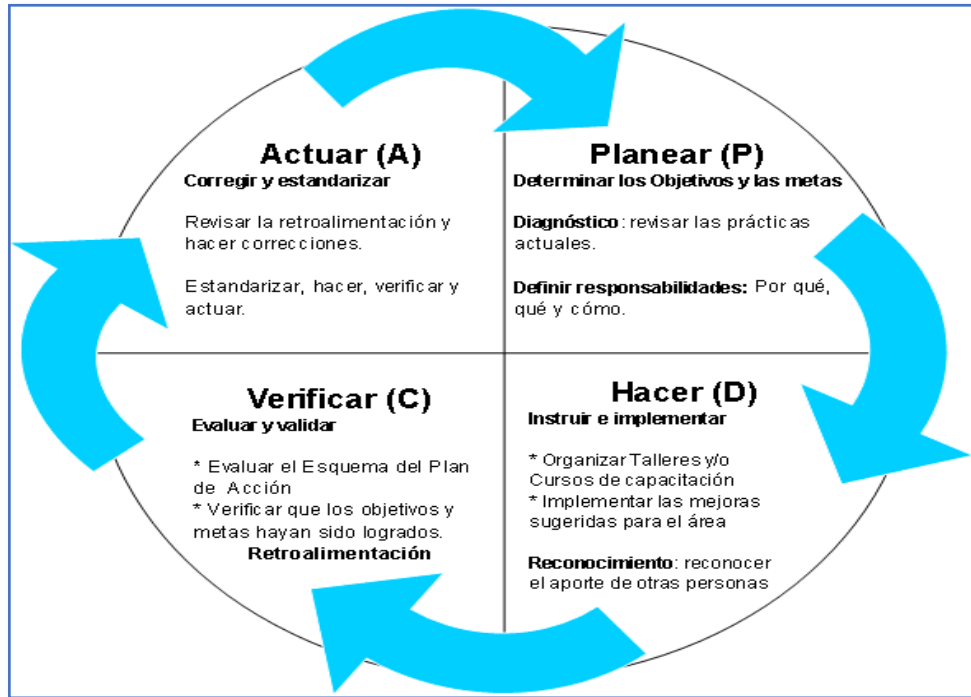 Actuar (A)
Corregir y estandarizar
Revisar la retroalimentación y
hacer correcciones.
Estandarizar, hacer, verificar y
actuar.
Planear (P)
Determinar los Objetivos y las metas
Diagnóstico: revisar las prácticas
actuales.
Definir responsabilidades: Por qué,
qué y cómo.
Verificar (C)
Evaluar y validar
* Evaluar el Esquema del Plan
de Acción
* Verificar que los objetivos y
metas hayan sido logrados.
Retroalimentación
Hacer (D)
Instruir e implementar
* Organizar Talleres y/o
Cursos de capacitación
* Implementar las mejoras
sugeridas para el área
Reconocimiento: reconocer
el aporte de otras personas